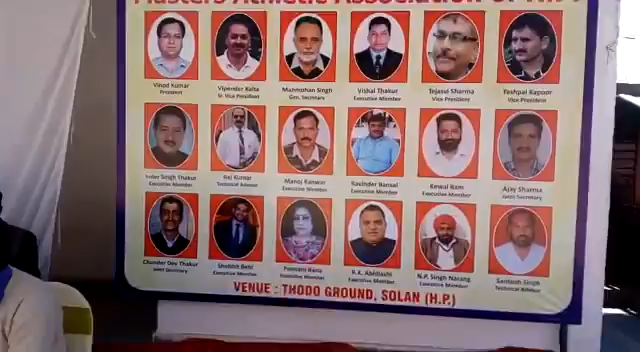 Masters Athletic Association of
Vinod Kumar
President
Vipender Kalta
Sr. Vice President
Manmohan Singh
Gen. Secretary
Vishal Thakur
Executive Member
Tejasvi Sharma
Vice President
Yashpal Kapoor
Vice President
Inder Singh Thakur
Executive Member
Raj Kumar
Technical Advisor
Manoj Kanwar
Executive Member
Ravinder Bansal
Executive Member
Kewal Ram
Executive Member
Ajay Sharma
Joint Secretary
Chander Dev Thakur
Joint Secretary
Shobhit Behl
Executive Member
Poonam Rana
Executive Member
Executive Member
N.P. Singh Narang
Executive Member
Santosh Singh
Technical Advisor
VENUE : THODO GROUND, SOLAN (H.P.)